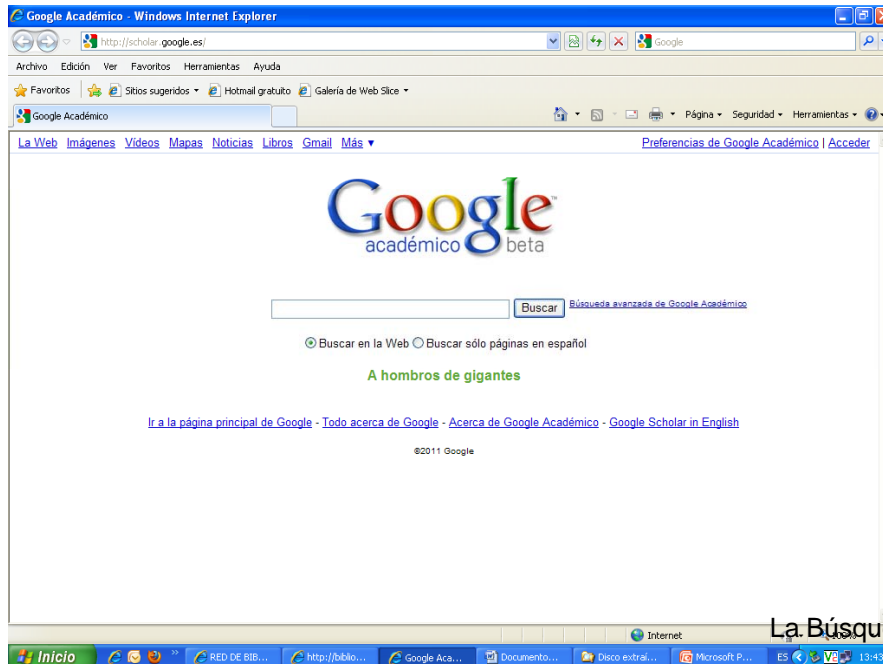 Google Académico - Windows Internet Explorer
http://scholar.google.es/
Google
Archivo Edición Ver Favoritos Herramientas Ayuda
Favoritos Sitios sugeridos Hotmail gratuito Galería de Web Slice
Google Académico Página Seguridad Herramientas
La Web Imágenes Vídeos Mapas Noticias Libros Gmail Más ▼ Preferencias de Google Académico | Acceder
Google™
académico beta
Buscar Búsqueda avanzada de Google Académico
Buscar en la Web Buscar sólo páginas en español
A hombros de gigantes
Ir a la página principal de Google - Todo acerca de Google - Acerca de Google Académico - Google Scholar in English
©2011 Google
Internet
La Búsqu
Inicio RED DE BIB... http://biblio... Google Aca... Documento... Disco extraí... Microsoft P... ES 13:43